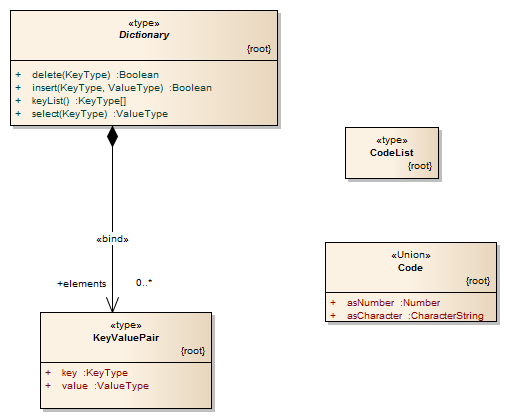 «type»
Dictionary
{root}
+ delete(KeyType) :Boolean
+ insert(KeyType, ValueType) :Boolean
+ keyList() :KeyType[]
+ select(KeyType) :ValueType
«type»
CodeList
{root}
«bind»
«Union»
Code
{root}
+ asNumber :Number
+ asCharacter :CharacterString
+elements
0..*
«type»
KeyValuePair
{root}
+ key :KeyType
+ value :ValueType